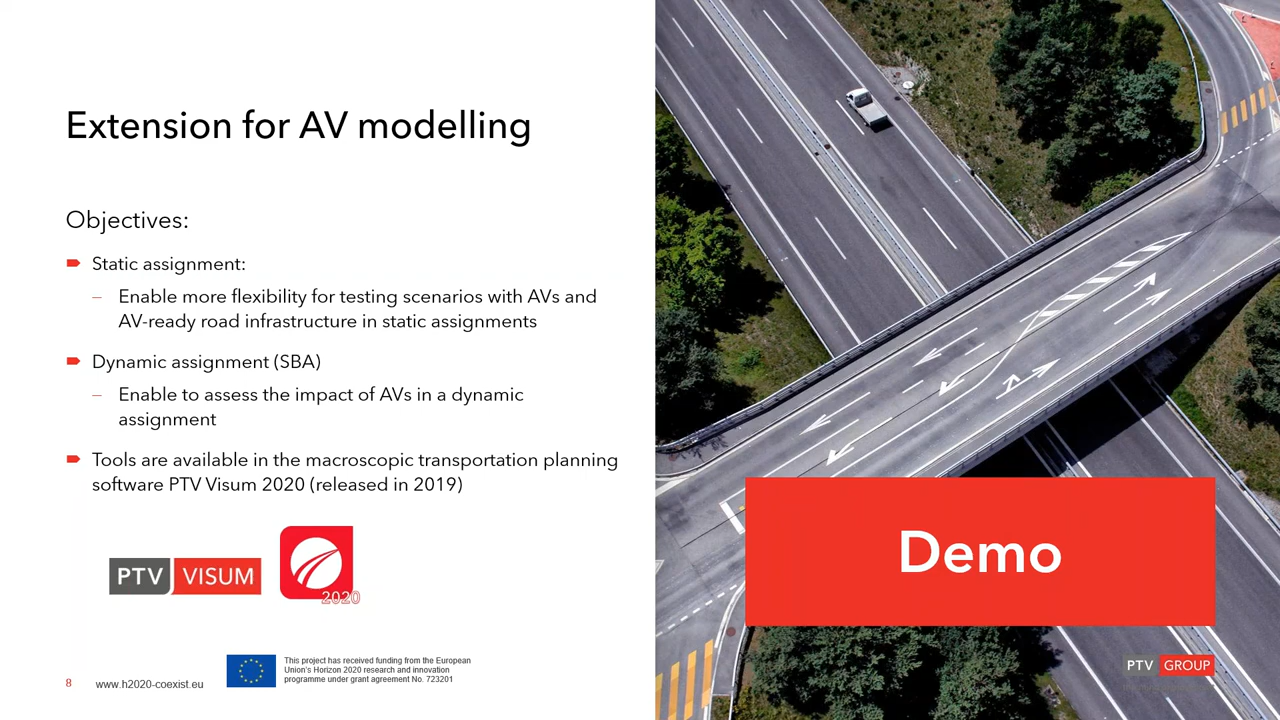 Extension for AV modelling
Objectives:
Static assignment:
– Enable more flexibility for testing scenarios with AVs and
AV-ready road infrastructure in static assignments
Dynamic assignment (SBA)
– Enable to assess the impact of AVs in a dynamic
assignment
Tools are available in the macroscopic transportation planning
software PTV Visum 2020 (released in 2019)
PTV VISUM
2020
This project has received funding from the European
Union's Horizon 2020 research and innovation
programme under grant agreement No. 723201
8 www.h2020-coexist.eu
Demo
PTV GROUP